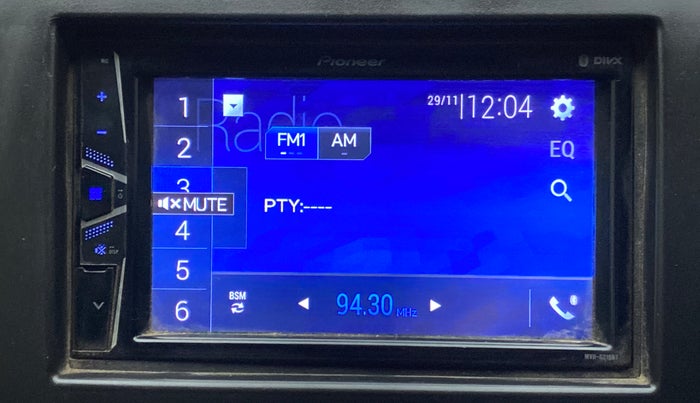 Pioneer
DIVX
1
Radio
29/11
12:04
2
FM1
AM
EQ
3
MUTE
PTY:----
4
5
6
BSM
94.30 MHz
DISP